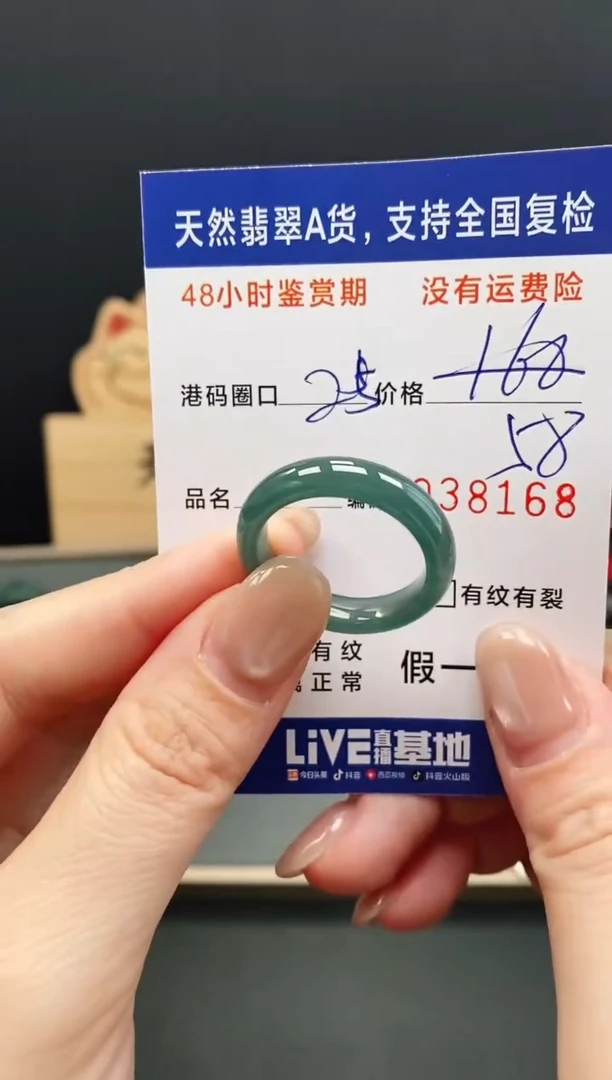 天然翡翠A货，支持全国复检
48小时鉴赏期 没有运费险
港码圈口 25 价格 168
58
品名 038168
有纹有裂
有纹
正常 假一
LiVE直播基地
今日头条 抖音 西瓜视频 抖音火山版